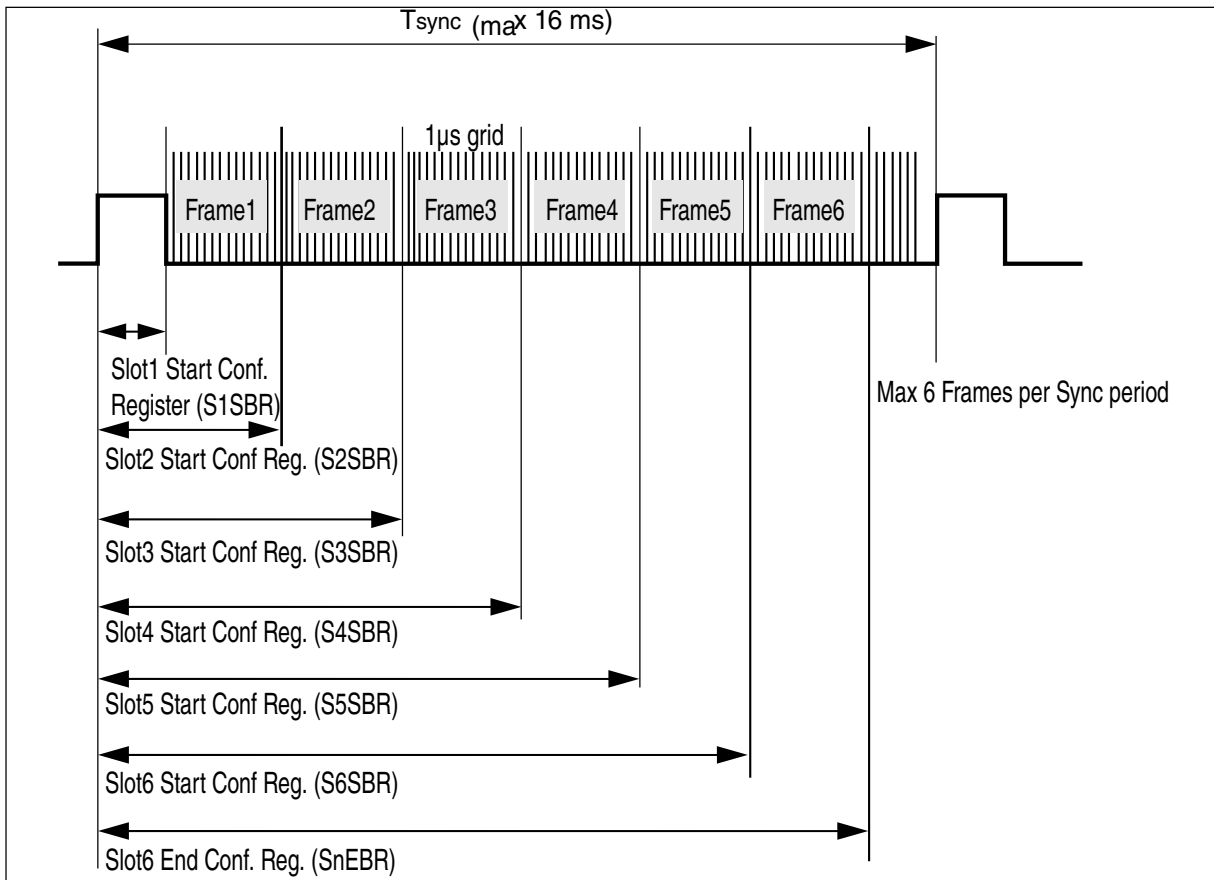 Tsync (max 16 ms)
1µs grid
Frame1 Frame2 Frame3 Frame4 Frame5 Frame6
Slot1 Start Conf.
Register (S1SBR)
Max 6 Frames per Sync period
Slot2 Start Conf Reg. (S2SBR)
Slot3 Start Conf Reg. (S3SBR)
Slot4 Start Conf Reg. (S4SBR)
Slot5 Start Conf Reg. (S5SBR)
Slot6 Start Conf Reg. (S6SBR)
Slot6 End Conf. Reg. (SnEBR)